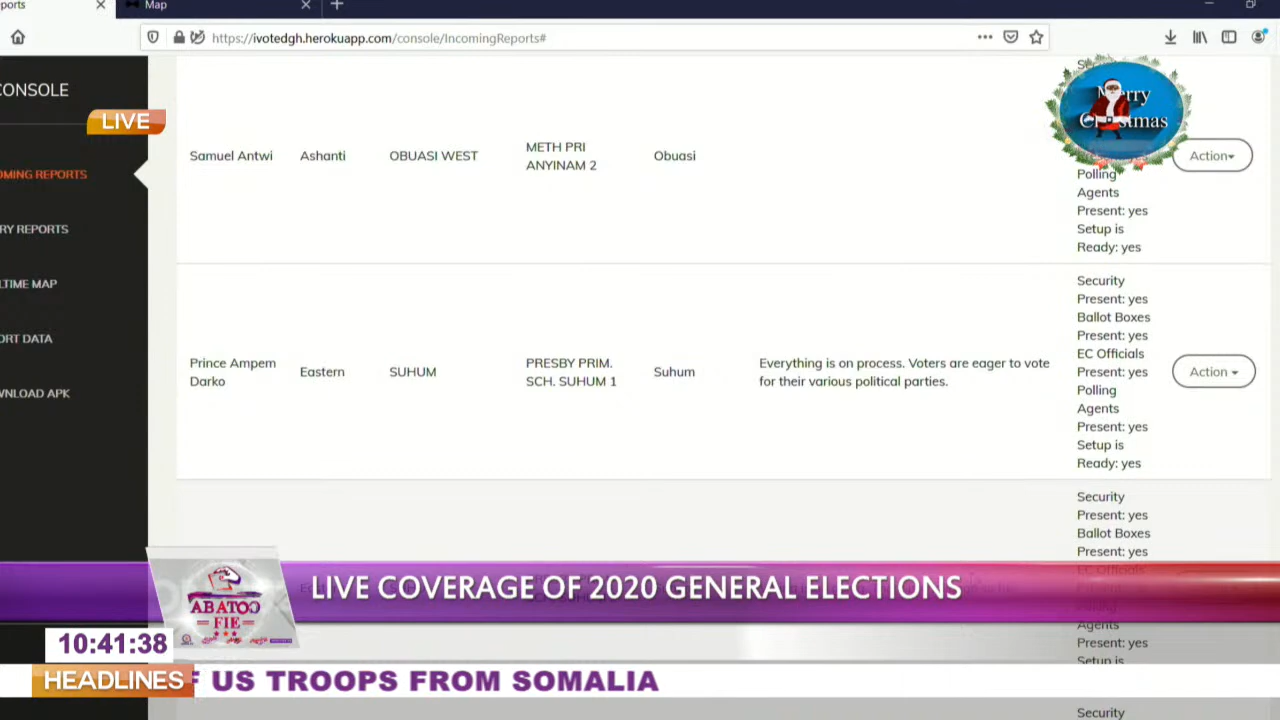 ports
Map
https://ivotedgh.herokuapp.com/console/IncomingReports#
CONSOLE
LIVE
OMING REPORTS
RY REPORTS
LTIME MAP
ORT DATA
WNLOAD APK
Merry
Christmas
Samuel Antwi
Ashanti
OBUASI WEST
METH PRI
ANYINAM 2
Obuasi
Polling
Agents
Present: yes
Setup is
Ready: yes
Action
Prince Ampem
Darko
Eastern
SUHUM
PRESBY PRIM.
SCH. SUHUM 1
Suhum
Everything is on process. Voters are eager to vote
for their various political parties.
Security
Present: yes
Ballot Boxes
Present: yes
EC Officials
Present: yes
Polling
Agents
Present: yes
Setup is
Ready: yes
Action
Security
Present: yes
Ballot Boxes
Present: yes
EC Officials
Agents
Present: yes
Setup is
Security
ABATOO
FIE
LIVE COVERAGE OF 2020 GENERAL ELECTIONS
10:41:38
HEADLINES
F US TROOPS FROM SOMALIA